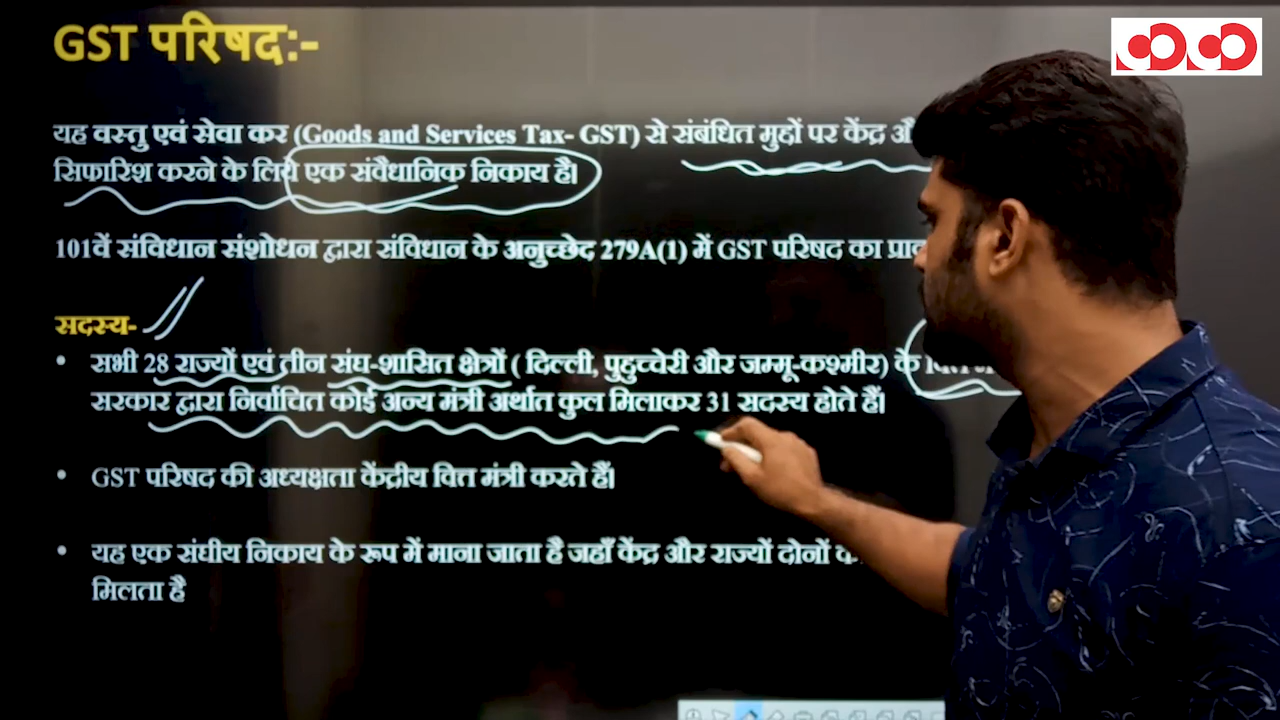 GST परिषद:-
यह वस्तु एवं सेवा कर (Goods and Services Tax- GST) से संबंधित मुद्दों पर केंद्र
सिफारिश करने के लिये एक संवैधानिक निकाय है।
101वें संविधान संशोधन द्वारा संविधान के अनुच्छेद 279A(1) में GST परिषद का
सदस्य-
• सभी 28 राज्यों एवं तीन संघ-शासित क्षेत्रों ( दिल्ली, पुदुच्चेरी और जम्मू-कश्मीर) के
सरकार द्वारा निर्वाचित कोई अन्य मंत्री अर्थात कुल मिलाकर 31 सदस्य होते हैं।
• GST परिषद की अध्यक्षता केंद्रीय वित्त मंत्री करते हैं।
• यह एक संघीय निकाय के रूप में माना जाता है जहाँ केंद्र और राज्यों दोनों
मिलता है